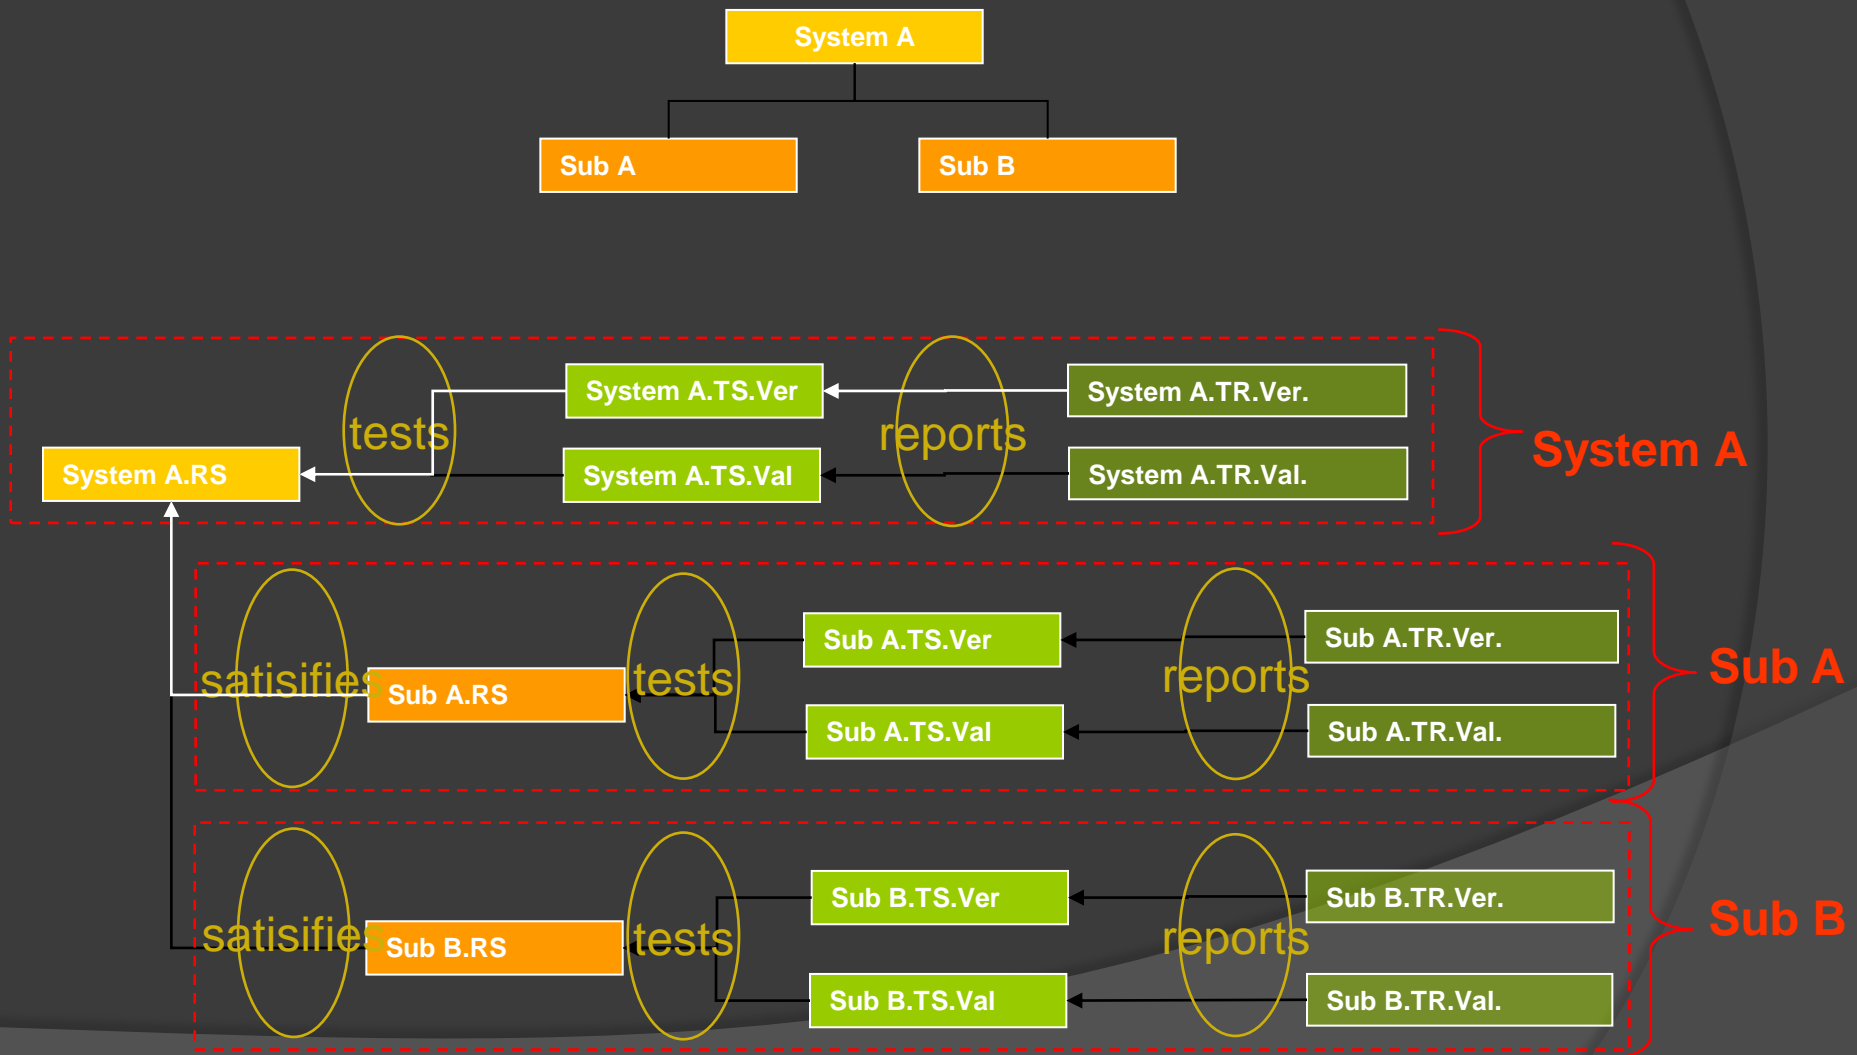 System A
Sub A
Sub B
System A.TS.Ver
System A.TR.Ver.
tests
reports
System A
System A.RS
System A.TS.Val
System A.TR.Val.
Sub A.TS.Ver
Sub A.TR.Ver.
satisifies
Sub A.RS
tests
reports
Sub A
Sub A.TS.Val
Sub A.TR.Val.
Sub B.TS.Ver
Sub B.TR.Ver.
satisifies
Sub B.RS
tests
reports
Sub B
Sub B.TS.Val
Sub B.TR.Val.